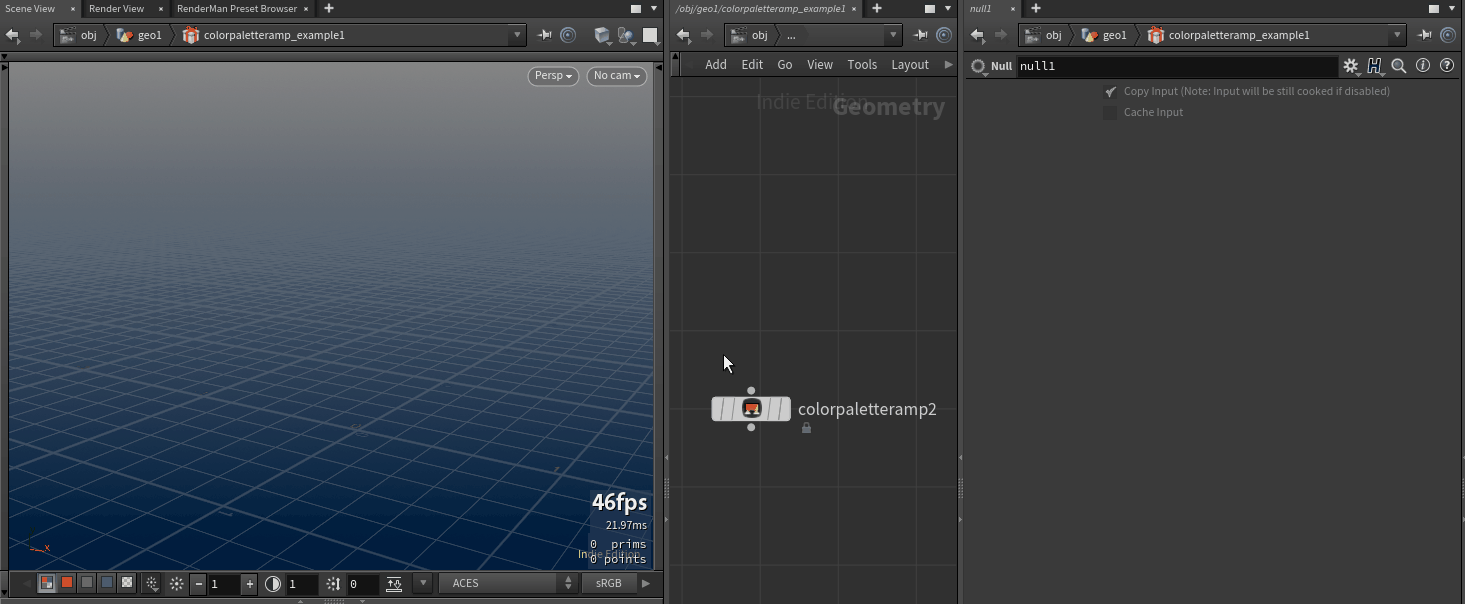 Scene View × Render View × RenderMan Preset Browser × +
/obj/geo1/colorpaletteramp_example1 × +
null1 × +
obj geo1 colorpaletteramp_example1
obj ...
obj geo1 colorpaletteramp_example1
Add Edit Go View Tools Layout
Null null1
Persp No cam
Indie Edition
Geometry
Copy Input (Note: Input will be still cooked if disabled)
Cache Input
colorpaletteramp2
46fps
21.97ms
0 prims
Indie Edition
0 points
x
1 1 0 ACES sRGB